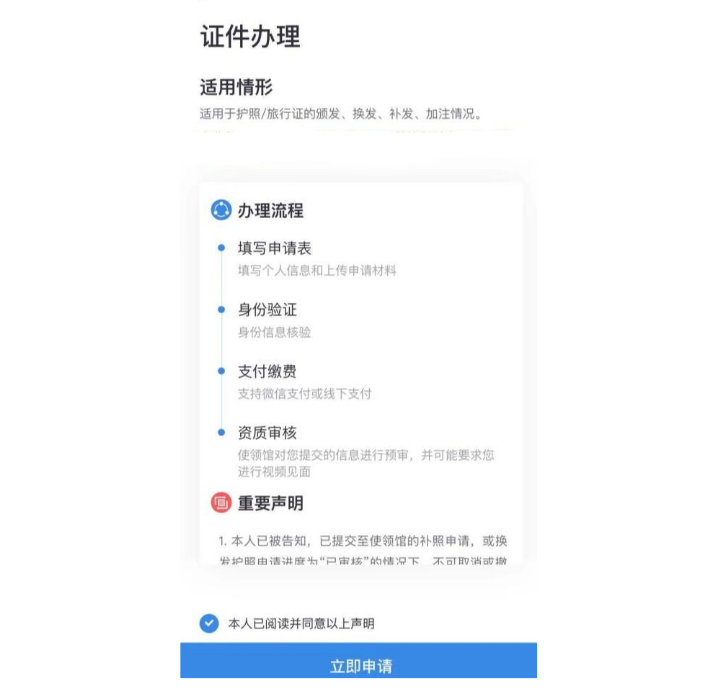 证件办理
适用情形
适用于护照/旅行证的颁发、换发、补发、加注情况。
办理流程
填写申请表
填写个人信息和上传申请材料
身份验证
身份信息核验
支付缴费
支持微信支付或线下支付
资质审核
使领馆对您提交的信息进行预审，并可能要求您
进行视频见面
重要声明
1. 本人已被告知，已提交至使领馆的补照申请，或换
发护照申请进度为“已审核”的情况下，不可取消或撤
本人已阅读并同意以上声明
立即申请